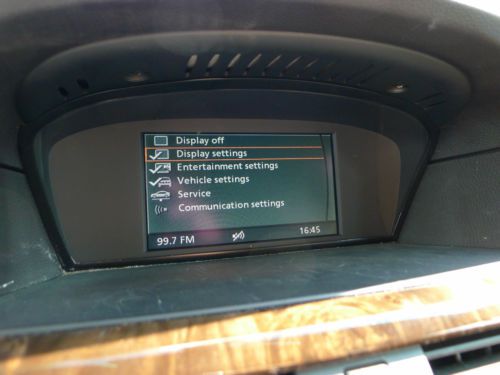 Display off
Display settings
Entertainment settings
Vehicle settings
Service
Communication settings
99.7 FM 16:45